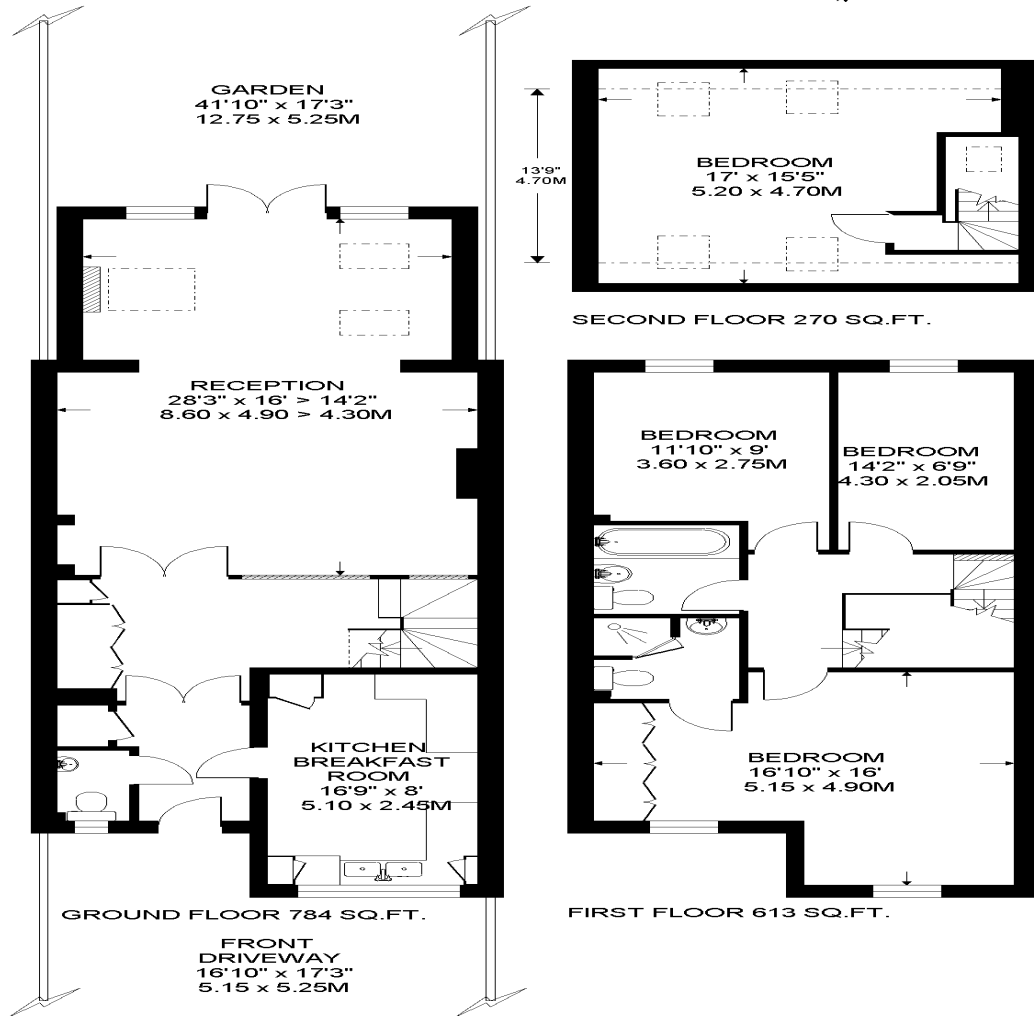 GARDEN
41'10" x 17'3"
12.75 x 5.25M
RECEPTION
28'3" x 16' > 14'2"
8.60 x 4.90 > 4.30M
KITCHEN
BREAKFAST
ROOM
16'9" x 8'
5.10 x 2.45M
GROUND FLOOR 784 SQ.FT.
FRONT
DRIVEWAY
16'10" x 17'3"
5.15 x 5.25M
13'9"
4.70M
BEDROOM
17' x 15'5"
5.20 x 4.70M
SECOND FLOOR 270 SQ.FT.
BEDROOM
11'10" x 9'
3.60 x 2.75M
BEDROOM
14'2" x 6'9"
4.30 x 2.05M
BEDROOM
16'10" x 16'
5.15 x 4.90M
FIRST FLOOR 613 SQ.FT.